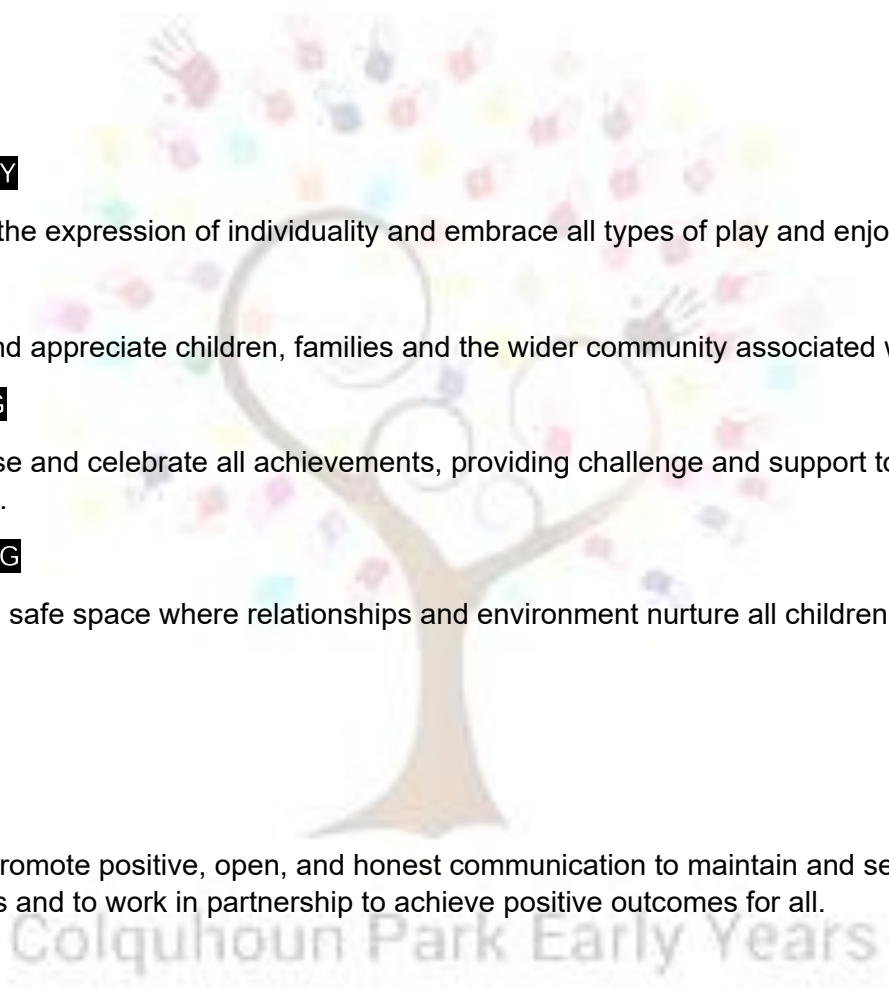 Y
the expression of individuality and embrace all types of play and enjo
nd appreciate children, families and the wider community associated w
G
se and celebrate all achievements, providing challenge and support to
.
G
safe space where relationships and environment nurture all children
romote positive, open, and honest communication to maintain and se
s and to work in partnership to achieve positive outcomes for all.
Colquhoun Park Early Years